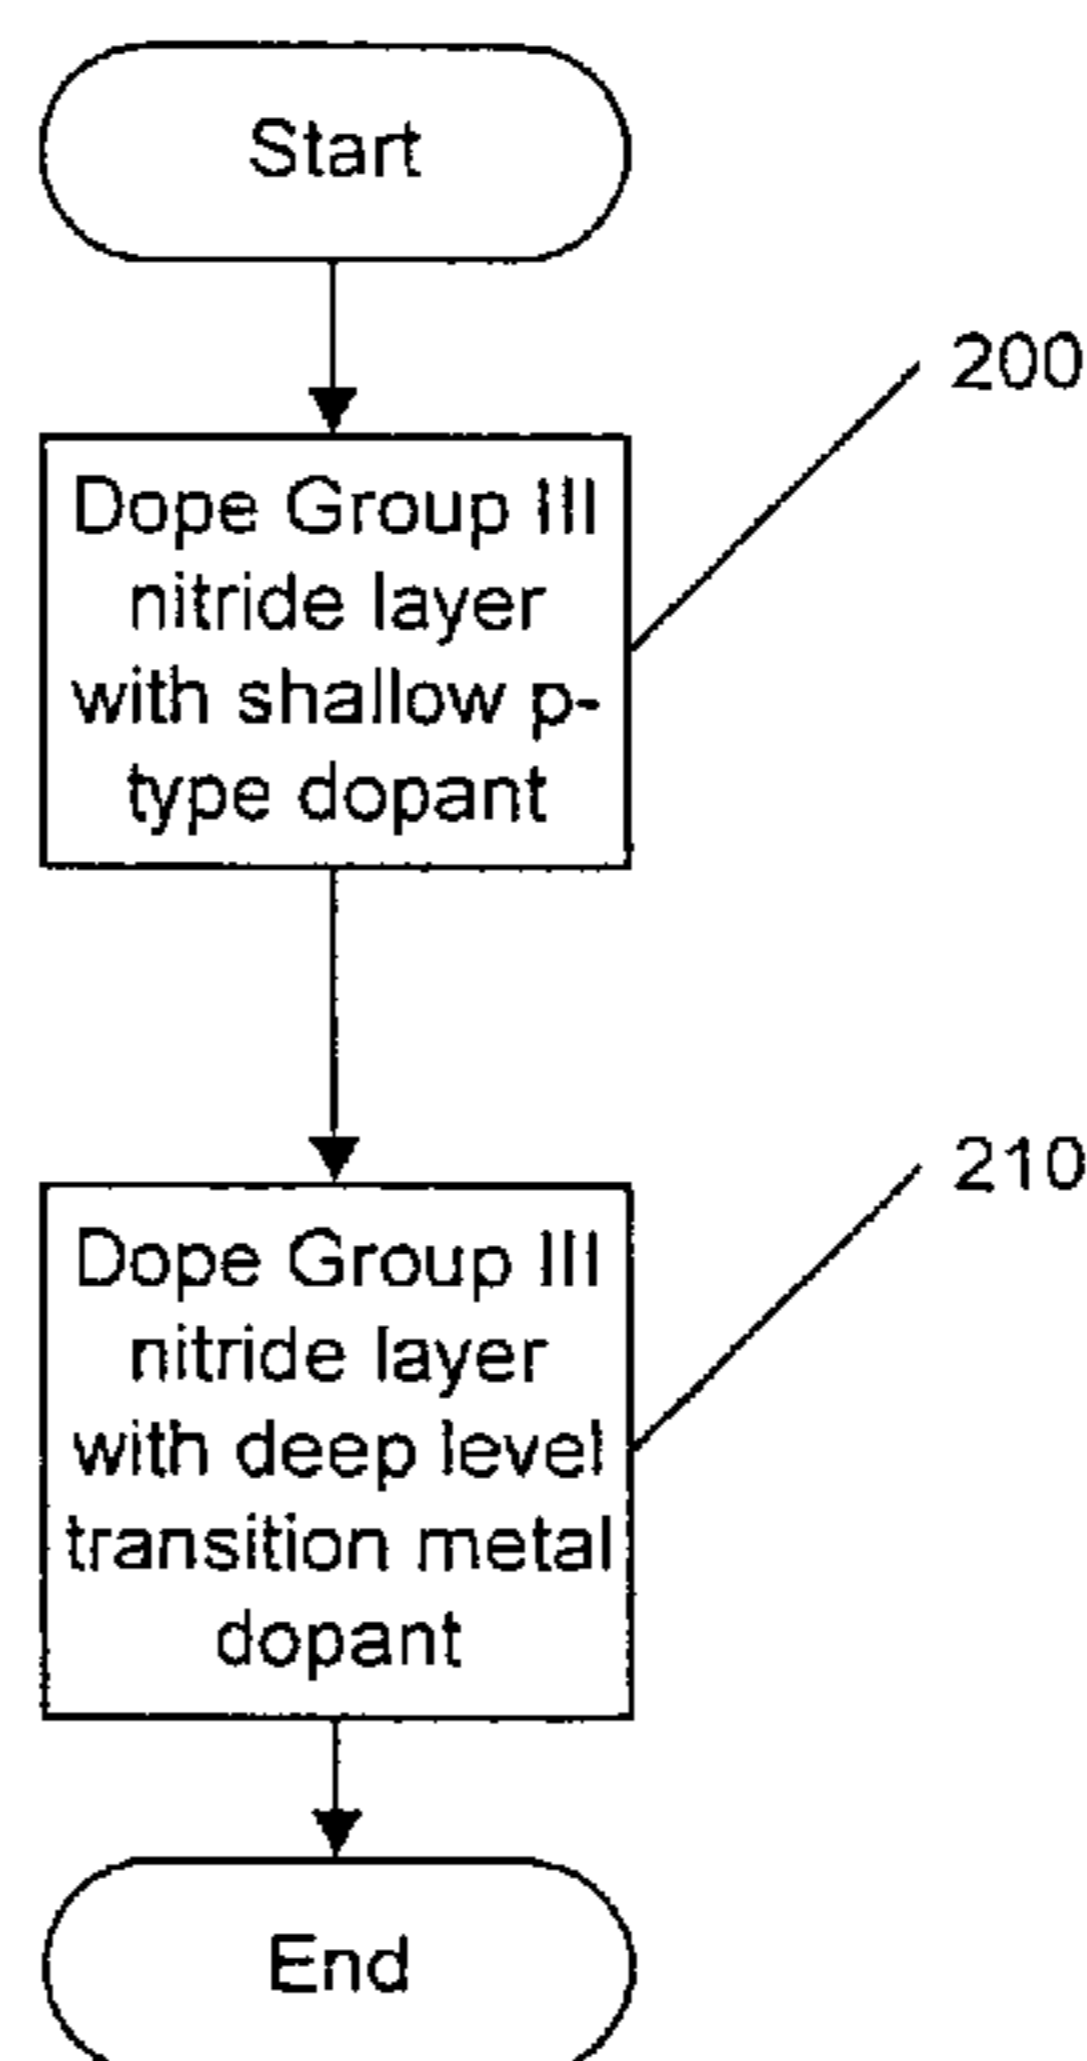 Start
200
Dope Group III
nitride layer
with shallow p-
type dopant
210
Dope Group III
nitride layer
with deep level
transition metal
dopant
End